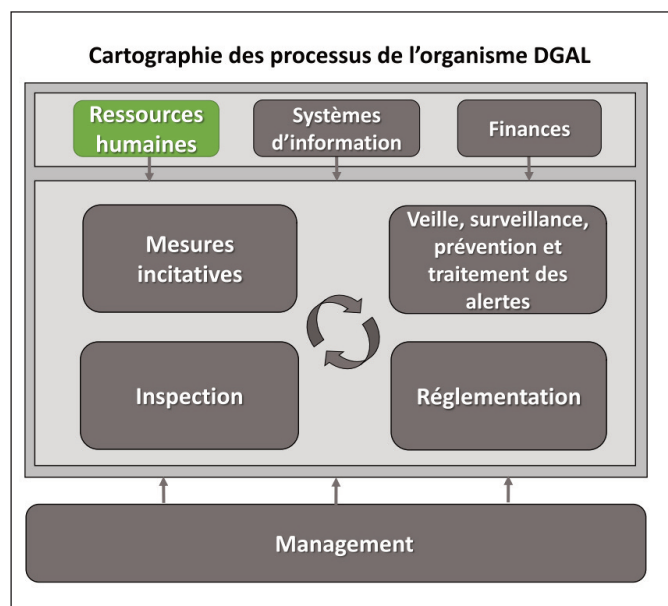 Cartographie des processus de l’organisme DGAL
Ressources
humaines
Systèmes
d’information
Finances
Mesures
incitatives
Veille, surveillance,
prévention et
traitement des
alertes
Inspection
Réglementation
Management